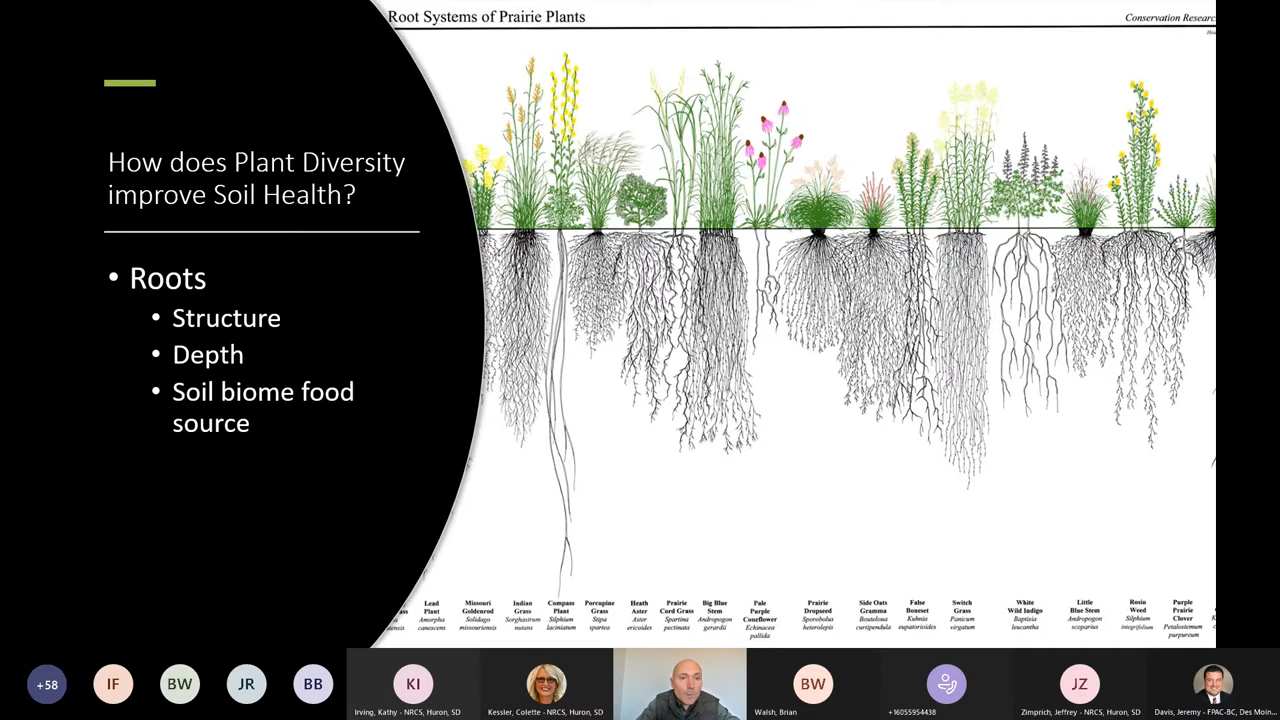 Root Systems of Prairie Plants
Conservation Researc
How does Plant Diversity
improve Soil Health?
• Roots
• Structure
• Depth
• Soil biome food
source
Lead
Plant
Amorpha
canescens
Missouri
Goldenrod
Solidago
missouriensis
Indian
Grass
Sorghastrum
nutans
Compass
Plant
Silphium
laciniatum
Porcupine
Grass
Stipa
spartea
Heath
Aster
Aster
ericoides
Prairie
Cord Grass
Spartina
pectinata
Big Blue
Stem
Andropogon
gerardii
Pale
Purple
Coneflower
Echinacea
pallida
Prairie
Dropseed
Sporobolus
heterolepis
Side Oats
Gramma
Bouteloua
curtipendula
False
Boneset
Kuhnia
eupatorioides
Switch
Grass
Panicum
virgatum
White
Wild Indigo
Baptisia
leucantha
Little
Blue Stem
Andropogon
scoparius
Rosin
Weed
Silphium
integrifolium
Purple
Prairie
Clover
Petalostemum
purpureum
+58
IF
BW
JR
BB
KI
Irving, Kathy - NRCS, Huron, SD
Kessler, Colette - NRCS, Huron, SD
BW
Walsh, Brian
+16055954438
JZ
Zimprich, Jeffrey - NRCS, Huron, SD
Davis, Jeremy - FPAC-BC, Des Moin...